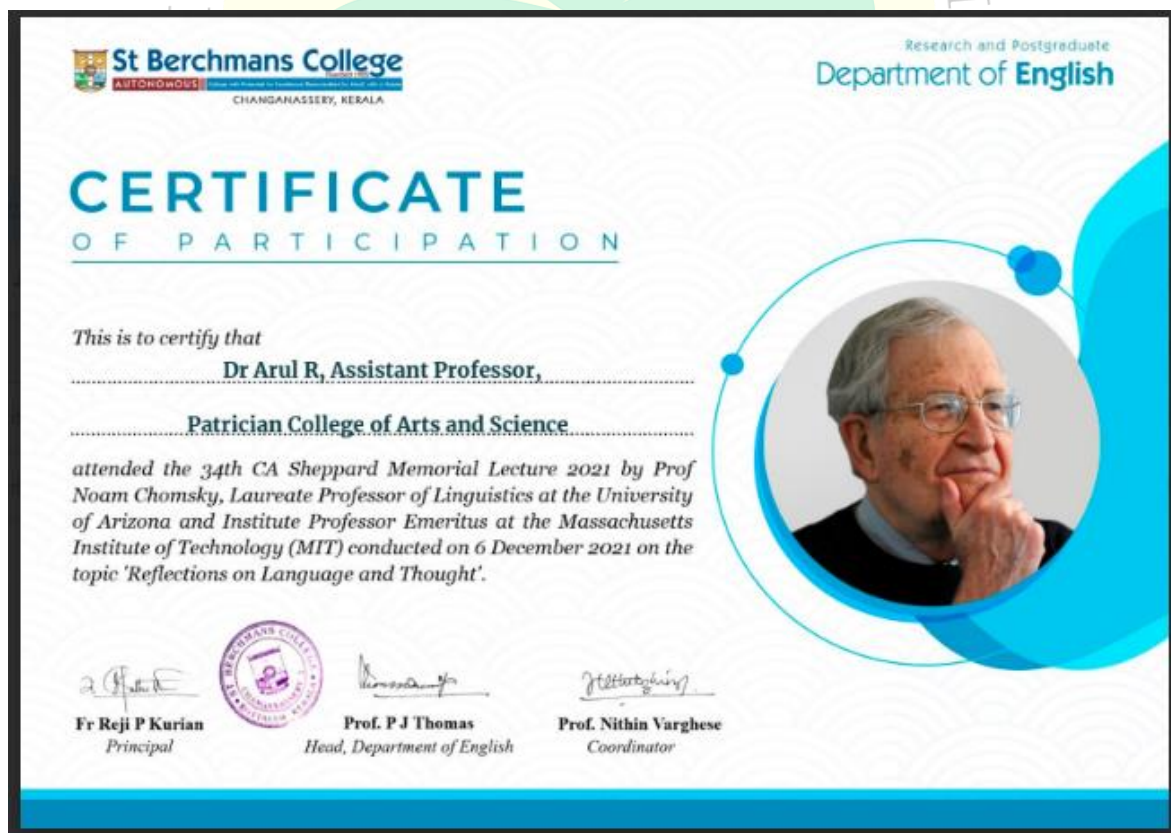 St Berchmans College
AUTONOMOUS
CHANGANASSERY, KERALA
Research and Postgraduate
Department of English
CERTIFICATE
OF PARTICIPATION
This is to certify that
Dr Arul R, Assistant Professor,
Patrician College of Arts and Science
attended the 34th CA Sheppard Memorial Lecture 2021 by Prof
Noam Chomsky, Laureate Professor of Linguistics at the University
of Arizona and Institute Professor Emeritus at the Massachusetts
Institute of Technology (MIT) conducted on 6 December 2021 on the
topic 'Reflections on Language and Thought'.
ST BERCHMANS COLLEGE
CHANGANASSERY
Fr Reji P Kurian
Principal
Prof. P J Thomas
Head, Department of English
Prof. Nithin Varghese
Coordinator